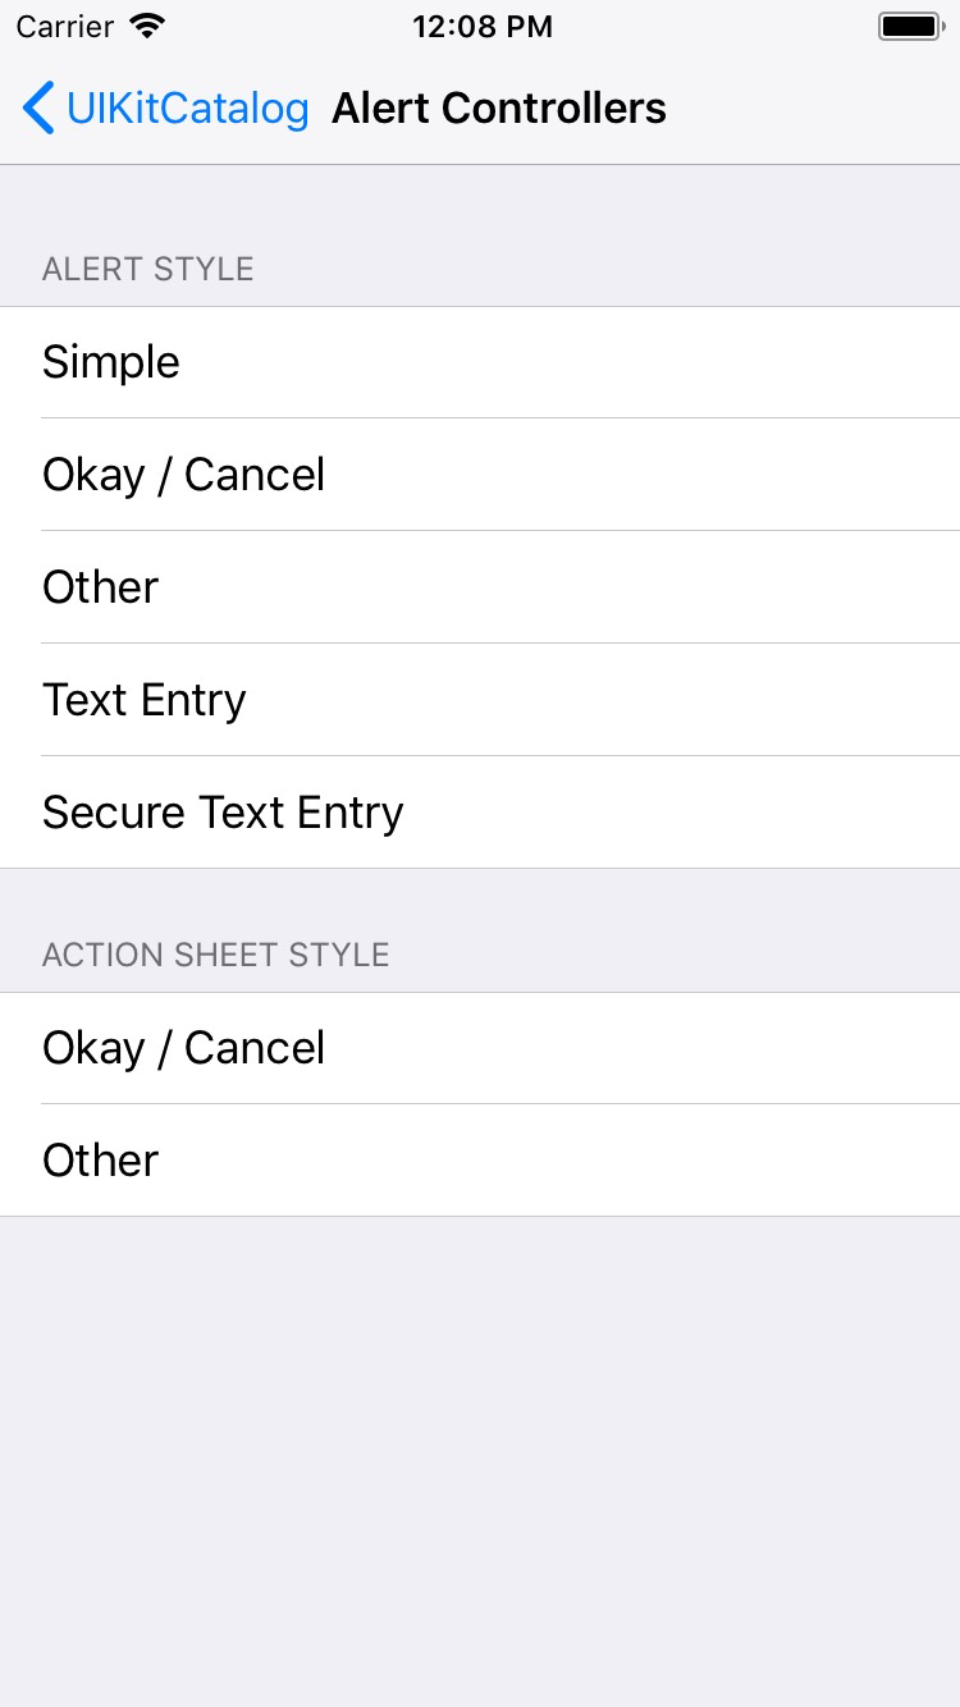 Carrier 12:08 PM
UIKitCatalog Alert Controllers
ALERT STYLE
Simple
Okay / Cancel
Other
Text Entry
Secure Text Entry
ACTION SHEET STYLE
Okay / Cancel
Other